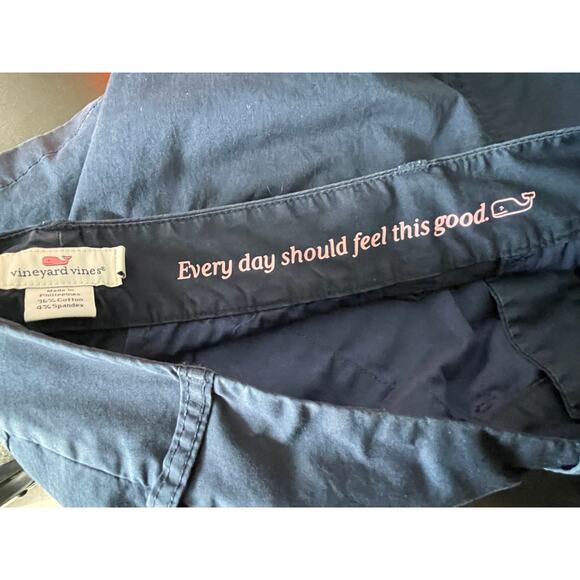 vineyard vines®
Made in
Philippines
96% Cotton
4% Spandex
Every day should feel this good.